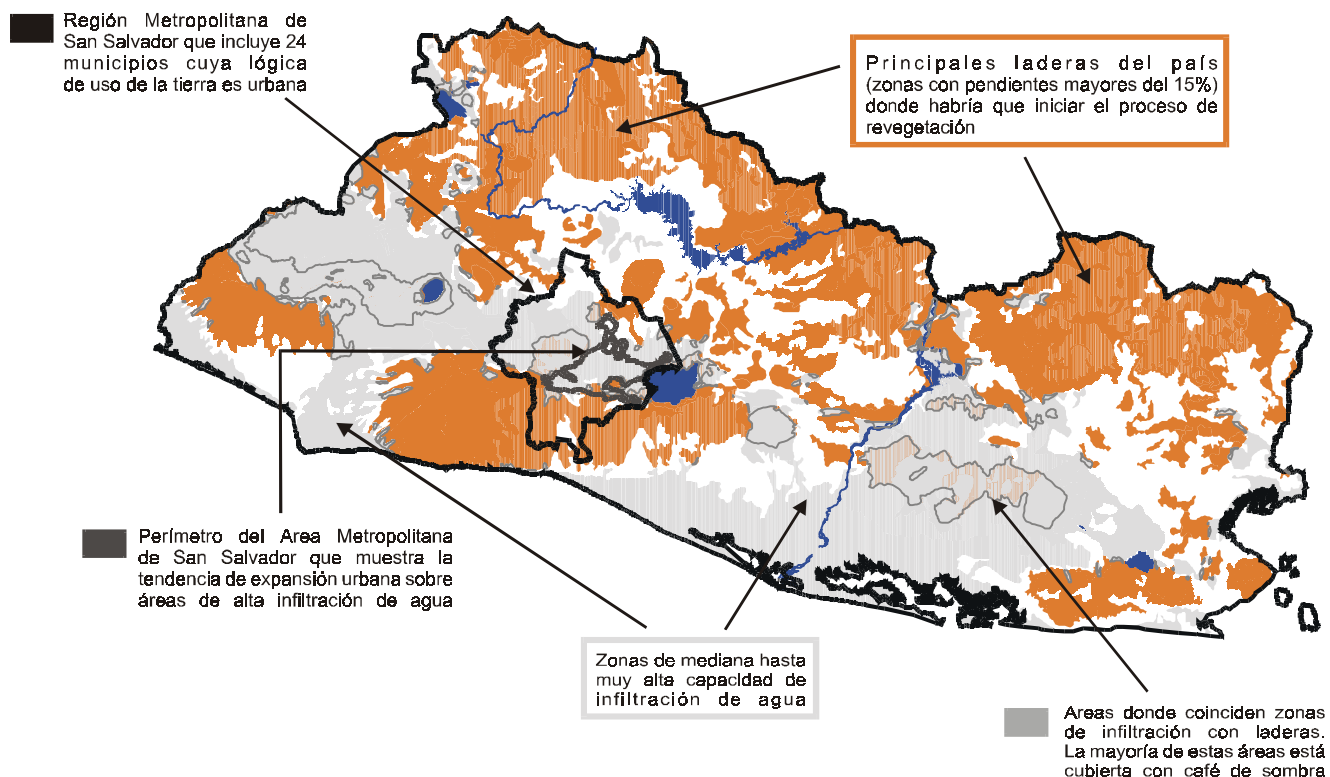 Región Metropolitana de
San Salvador que incluye 24
municipios cuya lógica
de uso de la tierra es urbana
Principales laderas del país
(zonas con pendientes mayores del 15%)
donde habría que iniciar el proceso de
revegetación
Perímetro del Area Metropolitana
de San Salvador que muestra la
tendencia de expansión urbana sobre
áreas de alta infiltración de agua
Zonas de mediana hasta
muy alta capacidad de
infiltración de agua
Areas donde coinciden zonas
de infiltración con laderas.
La mayoría de estas áreas está
cubierta con café de sombra